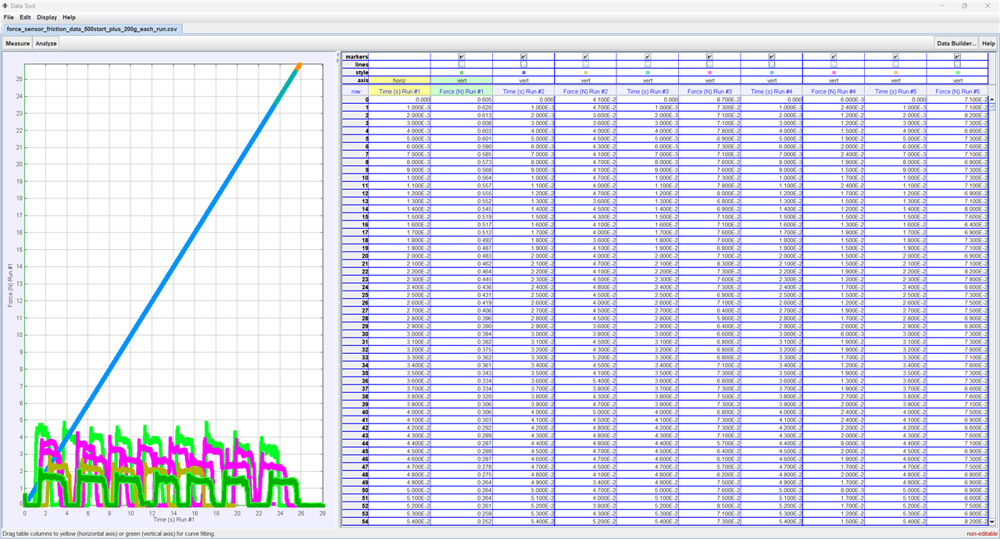 Data Tool
File Edit Display Help
force_sensor_friction_data_500start_plus_200g_each_run.csv
Measure Analyze Data Builder... Help
markers
lines
style
axis horiz vert vert vert vert vert vert vert vert vert
row Time (s) Run #1 Force (N) Run #1 Time (s) Run #2 Force (N) Run #2 Time (s) Run #3 Force (N) Run #3 Time (s) Run #4 Force (N) Run #4 Time (s) Run #5 Force (N) Run #5
0 0.000 0.605 0.000 4.100E-2 0.000 8.700E-2 0.000 6.000E-3 0.000 7.100E-2
1 1.000E-3 0.620 1.000E-3 4.700E-2 1.000E-3 7.300E-2 1.000E-3 2.400E-2 1.000E-3 7.100E-2
2 2.000E-3 0.613 2.000E-3 3.600E-2 2.000E-3 7.100E-2 2.000E-3 1.200E-2 2.000E-3 8.200E-2
3 3.000E-3 0.608 3.000E-3 3.600E-2 3.000E-3 7.100E-2 3.000E-3 1.200E-2 3.000E-3 7.300E-2
4 4.000E-3 0.603 4.000E-3 4.000E-2 4.000E-3 7.300E-2 4.000E-3 1.500E-2 4.000E-3 6.800E-2
5 5.000E-3 0.601 5.000E-3 4.500E-2 5.000E-3 6.900E-2 5.000E-3 1.900E-2 5.000E-3 7.300E-2
6 6.000E-3 0.590 6.000E-3 4.300E-2 6.000E-3 7.300E-2 6.000E-3 2.000E-2 6.000E-3 7.600E-2
7 7.000E-3 0.585 7.000E-3 4.100E-2 7.000E-3 7.100E-2 7.000E-3 2.400E-2 7.000E-3 7.100E-2
8 8.000E-3 0.573 8.000E-3 4.700E-2 8.000E-3 7.600E-2 8.000E-3 1.900E-2 8.000E-3 6.900E-2
9 9.000E-3 0.568 9.000E-3 4.100E-2 9.000E-3 7.600E-2 9.000E-3 1.500E-2 9.000E-3 7.300E-2
10 1.000E-2 0.564 1.000E-2 4.700E-2 1.000E-2 7.300E-2 1.000E-2 1.700E-2 1.000E-2 7.100E-2
11 1.100E-2 0.557 1.100E-2 4.000E-2 1.100E-2 7.800E-2 1.100E-2 2.400E-2 1.100E-2 7.100E-2
12 1.200E-2 0.555 1.200E-2 4.700E-2 1.200E-2 8.000E-2 1.200E-2 1.900E-2 1.200E-2 6.900E-2
13 1.300E-2 0.552 1.300E-2 3.600E-2 1.300E-2 6.800E-2 1.300E-2 1.500E-2 1.300E-2 7.100E-2
14 1.400E-2 0.545 1.400E-2 4.500E-2 1.400E-2 6.900E-2 1.400E-2 1.200E-2 1.400E-2 8.000E-2
15 1.500E-2 0.519 1.500E-2 4.300E-2 1.500E-2 7.100E-2 1.500E-2 1.700E-2 1.500E-2 7.600E-2
16 1.600E-2 0.517 1.600E-2 4.100E-2 1.600E-2 7.100E-2 1.600E-2 1.300E-2 1.600E-2 6.400E-2
17 1.700E-2 0.512 1.700E-2 4.000E-2 1.700E-2 7.600E-2 1.700E-2 1.200E-2 1.700E-2 6.900E-2
18 1.800E-2 0.492 1.800E-2 3.600E-2 1.800E-2 7.600E-2 1.800E-2 1.500E-2 1.800E-2 7.300E-2
19 1.900E-2 0.487 1.900E-2 4.100E-2 1.900E-2 6.900E-2 1.900E-2 1.500E-2 1.900E-2 7.300E-2
20 2.000E-2 0.483 2.000E-2 4.000E-2 2.000E-2 7.100E-2 2.000E-2 1.500E-2 2.000E-2 6.900E-2
21 2.100E-2 0.462 2.100E-2 4.700E-2 2.100E-2 8.300E-2 2.100E-2 1.500E-2 2.100E-2 7.100E-2
22 2.200E-2 0.464 2.200E-2 4.100E-2 2.200E-2 7.300E-2 2.200E-2 1.700E-2 2.200E-2 8.200E-2
23 2.300E-2 0.445 2.300E-2 4.500E-2 2.300E-2 7.600E-2 2.300E-2 1.200E-2 2.300E-2 7.800E-2
24 2.400E-2 0.436 2.400E-2 4.800E-2 2.400E-2 7.300E-2 2.400E-2 1.700E-2 2.400E-2 6.600E-2
25 2.500E-2 0.431 2.500E-2 4.500E-2 2.500E-2 6.900E-2 2.500E-2 1.500E-2 2.500E-2 7.300E-2
26 2.600E-2 0.419 2.600E-2 4.000E-2 2.600E-2 7.100E-2 2.600E-2 1.200E-2 2.600E-2 7.500E-2
27 2.700E-2 0.406 2.700E-2 4.500E-2 2.700E-2 6.800E-2 2.700E-2 1.900E-2 2.700E-2 7.500E-2
28 2.800E-2 0.396 2.800E-2 4.500E-2 2.800E-2 5.900E-2 2.800E-2 1.700E-2 2.800E-2 6.900E-2
29 2.900E-2 0.390 2.900E-2 3.600E-2 2.900E-2 6.800E-2 2.900E-2 2.400E-2 2.900E-2 6.800E-2
30 3.000E-2 0.394 3.000E-2 3.800E-2 3.000E-2 6.600E-2 3.000E-2 6.000E-3 3.000E-2 7.300E-2
31 3.100E-2 0.382 3.100E-2 4.500E-2 3.100E-2 6.800E-2 3.100E-2 1.900E-2 3.100E-2 7.300E-2
32 3.200E-2 0.375 3.200E-2 4.300E-2 3.200E-2 6.800E-2 3.200E-2 1.900E-2 3.200E-2 7.800E-2
33 3.300E-2 0.362 3.300E-2 5.200E-2 3.300E-2 6.800E-2 3.300E-2 1.700E-2 3.300E-2 7.100E-2
34 3.400E-2 0.361 3.400E-2 4.500E-2 3.400E-2 7.100E-2 3.400E-2 1.200E-2 3.400E-2 7.600E-2
35 3.500E-2 0.343 3.500E-2 4.100E-2 3.500E-2 7.300E-2 3.500E-2 1.900E-2 3.500E-2 6.600E-2
36 3.600E-2 0.334 3.600E-2 5.400E-2 3.600E-2 6.800E-2 3.600E-2 1.300E-2 3.600E-2 7.300E-2
37 3.700E-2 0.334 3.700E-2 3.800E-2 3.700E-2 7.300E-2 3.700E-2 1.900E-2 3.700E-2 6.600E-2
38 3.800E-2 0.320 3.800E-2 4.700E-2 3.800E-2 7.500E-2 3.800E-2 1.700E-2 3.800E-2 6.900E-2
39 3.900E-2 0.306 3.900E-2 4.700E-2 3.900E-2 7.300E-2 3.900E-2 2.000E-2 3.900E-2 7.100E-2
40 4.000E-2 0.306 4.000E-2 5.000E-2 4.000E-2 6.800E-2 4.000E-2 2.400E-2 4.000E-2 7.500E-2
41 4.100E-2 0.303 4.100E-2 4.500E-2 4.100E-2 7.300E-2 4.100E-2 2.400E-2 4.100E-2 6.900E-2
42 4.200E-2 0.292 4.200E-2 4.800E-2 4.200E-2 7.300E-2 4.200E-2 2.200E-2 4.200E-2 6.600E-2
43 4.300E-2 0.289 4.300E-2 4.800E-2 4.300E-2 7.100E-2 4.300E-2 2.000E-2 4.300E-2 7.600E-2
44 4.400E-2 0.287 4.400E-2 4.800E-2 4.400E-2 5.700E-2 4.400E-2 8.000E-3 4.400E-2 7.100E-2
45 4.500E-2 0.289 4.500E-2 4.700E-2 4.500E-2 6.400E-2 4.500E-2 2.000E-2 4.500E-2 6.900E-2
46 4.600E-2 0.287 4.600E-2 4.500E-2 4.600E-2 6.100E-2 4.600E-2 1.900E-2 4.600E-2 7.300E-2
47 4.700E-2 0.278 4.700E-2 4.500E-2 4.700E-2 5.700E-2 4.700E-2 1.700E-2 4.700E-2 7.500E-2
48 4.800E-2 0.275 4.800E-2 4.100E-2 4.800E-2 6.200E-2 4.800E-2 2.000E-2 4.800E-2 6.800E-2
49 4.900E-2 0.264 4.900E-2 3.400E-2 4.900E-2 7.500E-2 4.900E-2 1.700E-2 4.900E-2 6.900E-2
50 5.000E-2 0.264 5.000E-2 4.000E-2 5.000E-2 7.600E-2 5.000E-2 8.000E-3 5.000E-2 6.900E-2
51 5.100E-2 0.264 5.100E-2 4.000E-2 5.100E-2 7.500E-2 5.100E-2 1.700E-2 5.100E-2 6.600E-2
52 5.200E-2 0.261 5.200E-2 3.800E-2 5.200E-2 8.500E-2 5.200E-2 1.200E-2 5.200E-2 7.100E-2
53 5.300E-2 0.259 5.300E-2 4.300E-2 5.300E-2 7.300E-2 5.300E-2 1.200E-2 5.300E-2 6.800E-2
54 5.400E-2 0.252 5.400E-2 5.200E-2 5.400E-2 7.300E-2 5.400E-2 1.200E-2 5.400E-2 8.200E-2
Force (N) Run #1
25
24
23
22
21
20
19
18
17
16
15
14
13
12
11
10
9
8
7
6
5
4
3
2
1
0
0 2 4 6 8 10 12 14 16 18 20 22 24 26 28
Time (s) Run #1
Drag table columns to yellow (horizontal axis) or green (vertical axis) for curve fitting.
non-editable